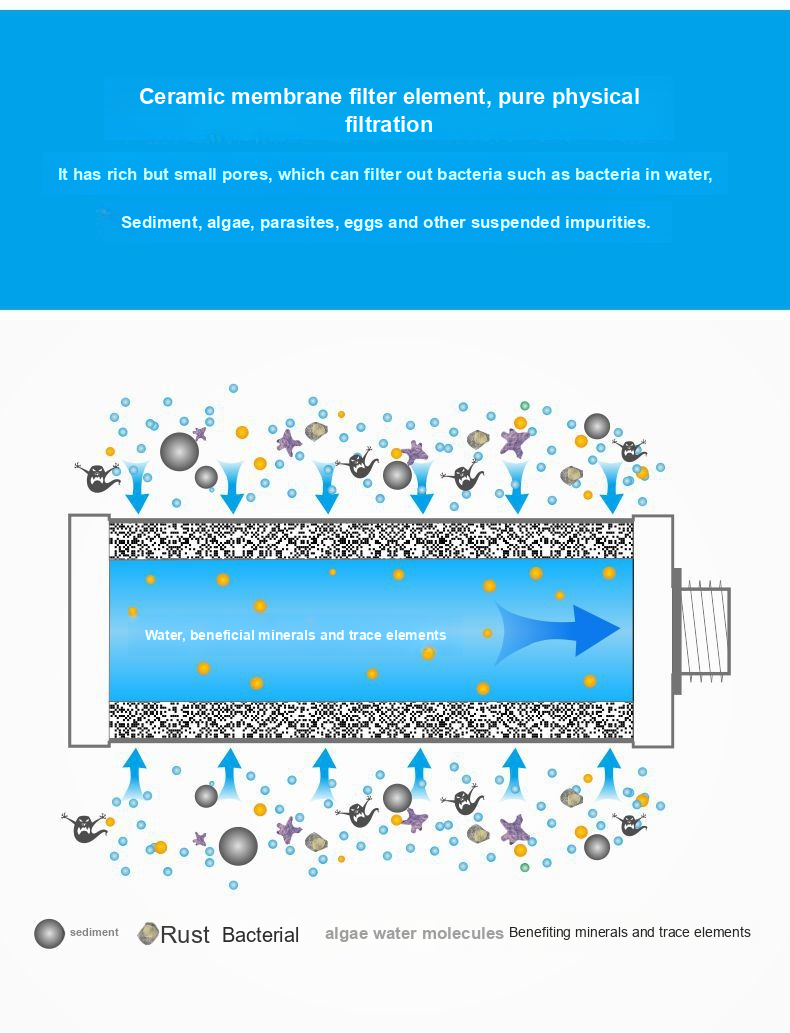 Ceramic membrane filter element, pure physical
filtration
It has rich but small pores, which can filter out bacteria such as bacteria in water,
Sediment, algae, parasites, eggs and other suspended impurities.
Water, beneficial minerals and trace elements
sediment Rust Bacterial algae water molecules Benefiting minerals and trace elements